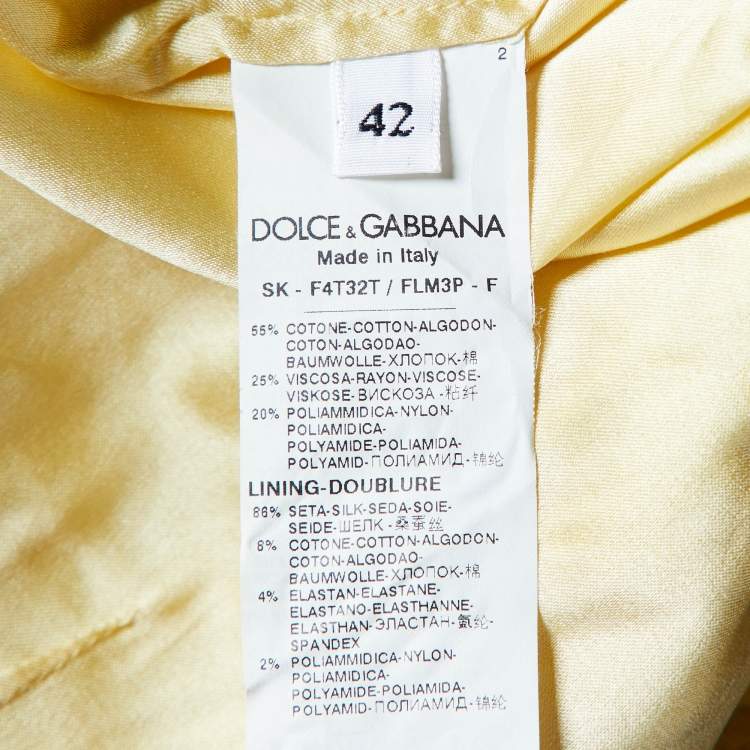 2
42
DOLCE & GABBANA
Made in Italy
SK - F4T32T / FLM3P - F
55% COTONE-COTTON-ALGODON-
COTON-ALGODAO-
BAUMWOLLE-ХЛОПОК-棉
25% VISCOSA-RAYON-VISCOSE-
VISKOSE-ВИСКОЗА-粘纤
20% POLIAMMIDICA-NYLON-
POLIAMIDICA-
POLYAMIDE-POLIAMIDA-
POLYAMID-ПОЛИАМИД-锦纶
LINING-DOUBLURE
86% SETA-SILK-SEDA-SOIE-
SEIDE-ШЕЛК-桑蚕丝
8% COTONE-COTTON-ALGODON-
COTON-ALGODAO-
BAUMWOLLE-ХЛОПОК-棉
4% ELASTAN-ELASTANE-
ELASTANO-ELASTHANNE-
ELASTHAN-ЭЛАСТАН-氨纶-
SPANDEX
2% POLIAMMIDICA-NYLON-
POLIAMIDICA-
POLYAMIDE-POLIAMIDA-
POLYAMID-ПОЛИАМИД-锦纶